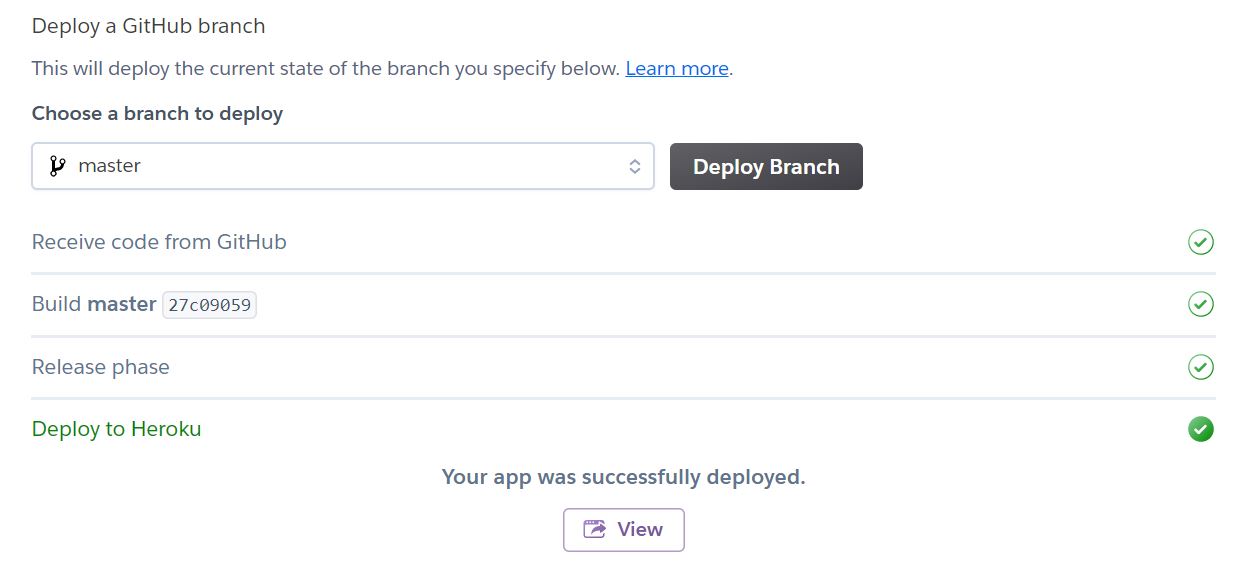 Deploy a GitHub branch
This will deploy the current state of the branch you specify below. Learn more.
Choose a branch to deploy
master
Deploy Branch
Receive code from GitHub
Build master 27c09059
Release phase
Deploy to Heroku
Your app was successfully deployed.
View